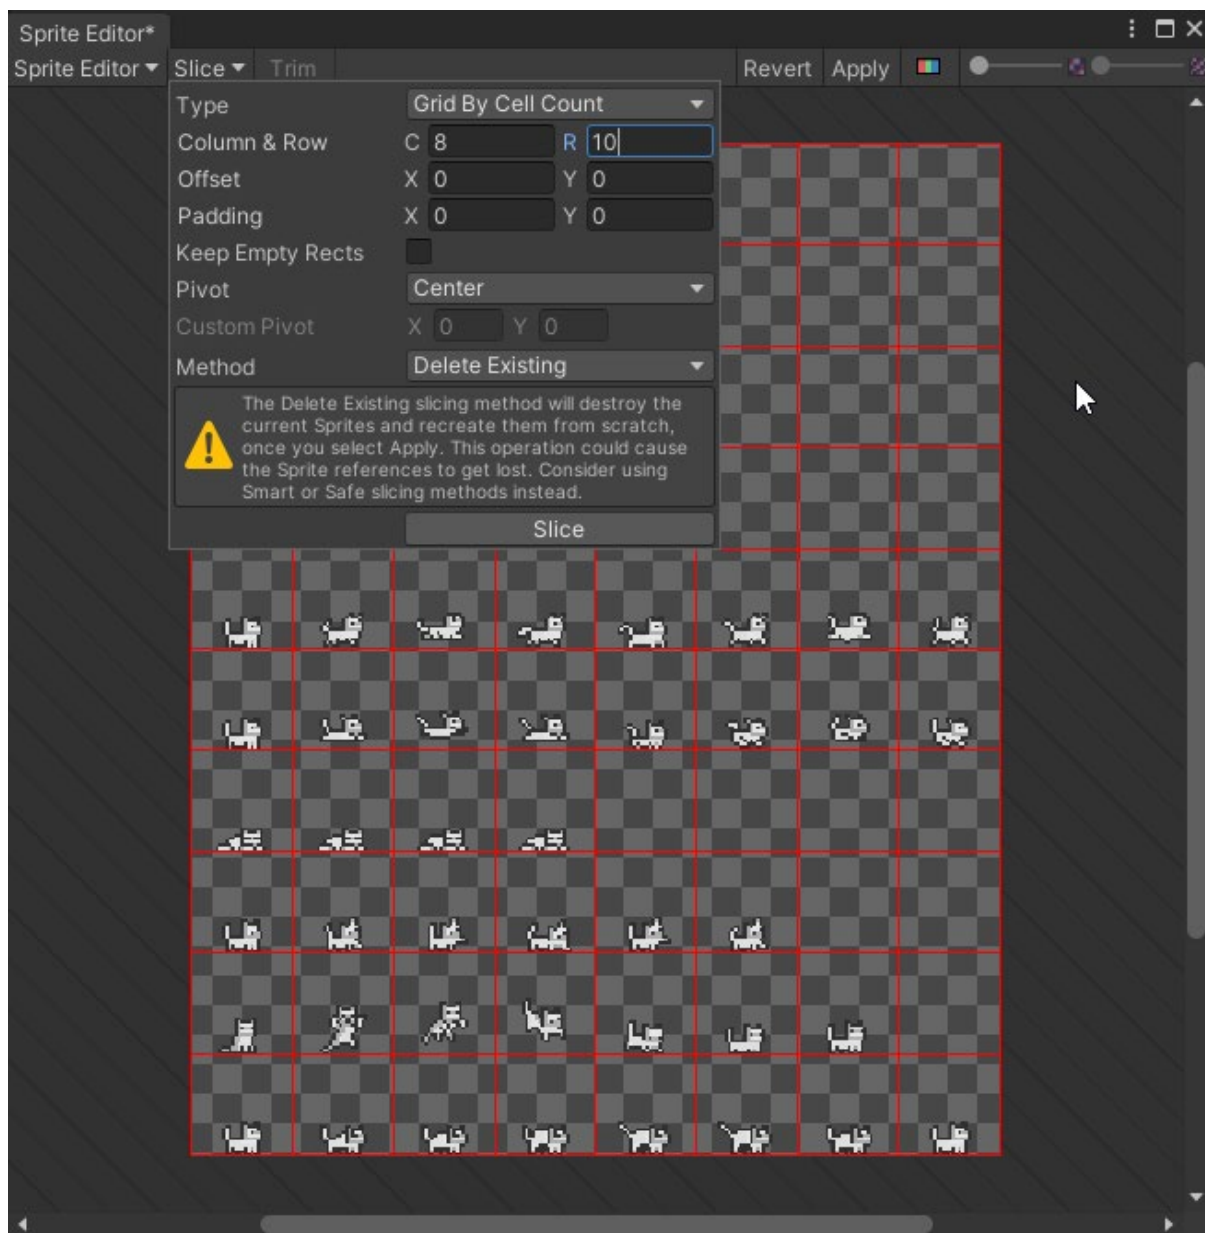 Sprite Editor*
Sprite Editor Slice Trim Revert Apply
Type Grid By Cell Count
Column & Row C 8 R 10
Offset X 0 Y 0
Padding X 0 Y 0
Keep Empty Rects
Pivot Center
Custom Pivot X 0 Y 0
Method Delete Existing
The Delete Existing slicing method will destroy the
current Sprites and recreate them from scratch,
once you select Apply. This operation could cause
the Sprite references to get lost. Consider using
Smart or Safe slicing methods instead.
Slice